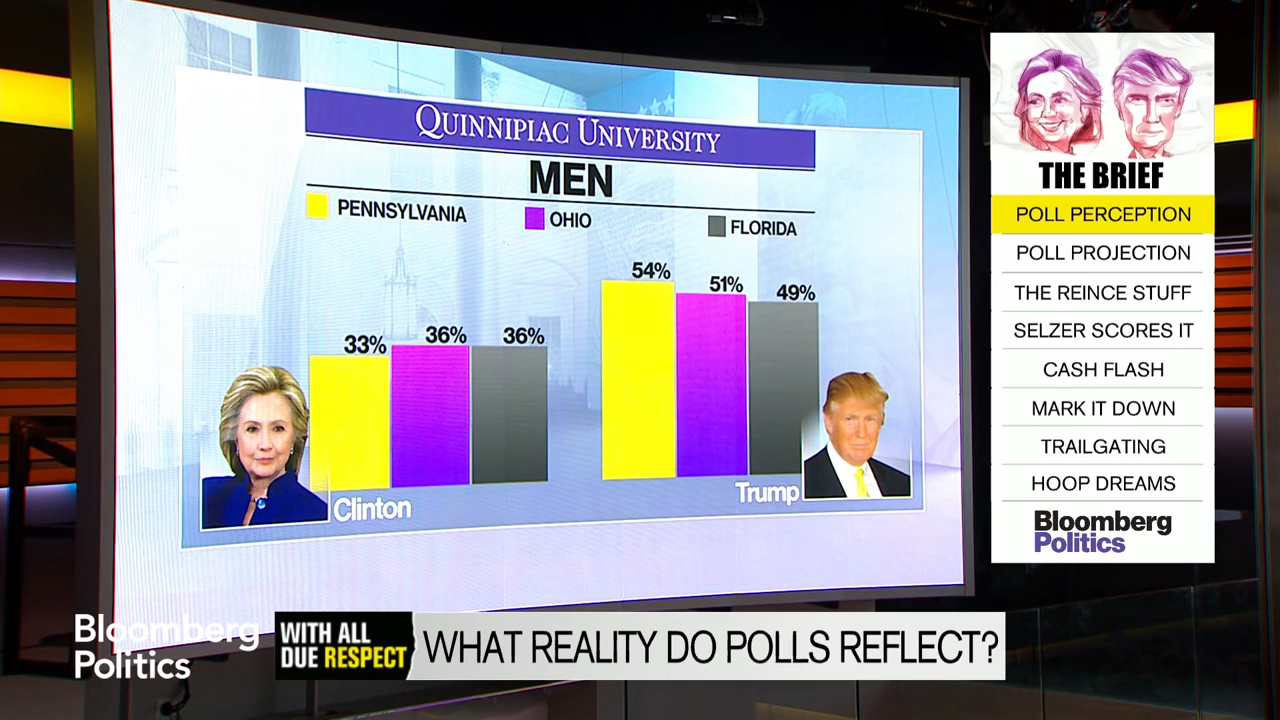 QUINNIPIAC UNIVERSITY
MEN
PENNSYLVANIA
OHIO
FLORIDA
33%
36%
36%
54%
51%
49%
Clinton
Trump
THE BRIEF
POLL PERCEPTION
POLL PROJECTION
THE REINCE STUFF
SELZER SCORES IT
CASH FLASH
MARK IT DOWN
TRAILGATING
HOOP DREAMS
Bloomberg
Politics
Bloomberg
Politics
WITH ALL
DUE RESPECT
WHAT REALITY DO POLLS REFLECT?